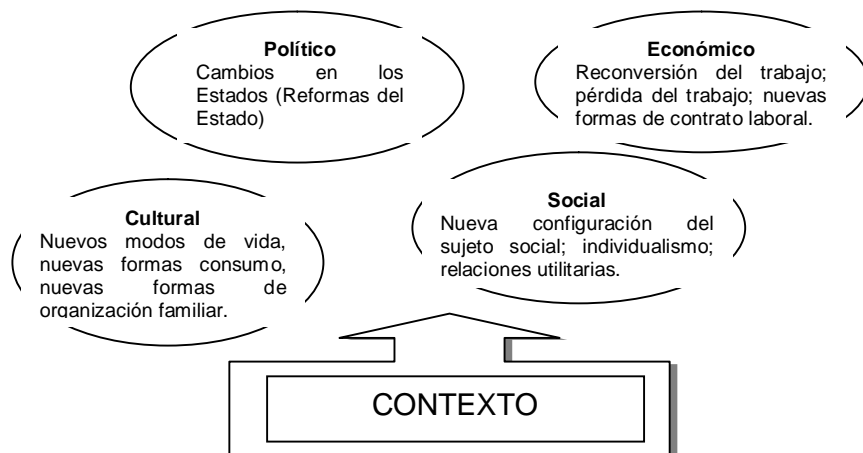 Político
Cambios en los
Estados (Reformas del
Estado)
Económico
Reconversión del trabajo;
pérdida del trabajo; nuevas
formas de contrato laboral.
Cultural
Nuevos modos de vida,
nuevas formas consumo,
nuevas formas de
organización familiar.
Social
Nueva configuración del
sujeto social; individualismo;
relaciones utilitarias.
CONTEXTO